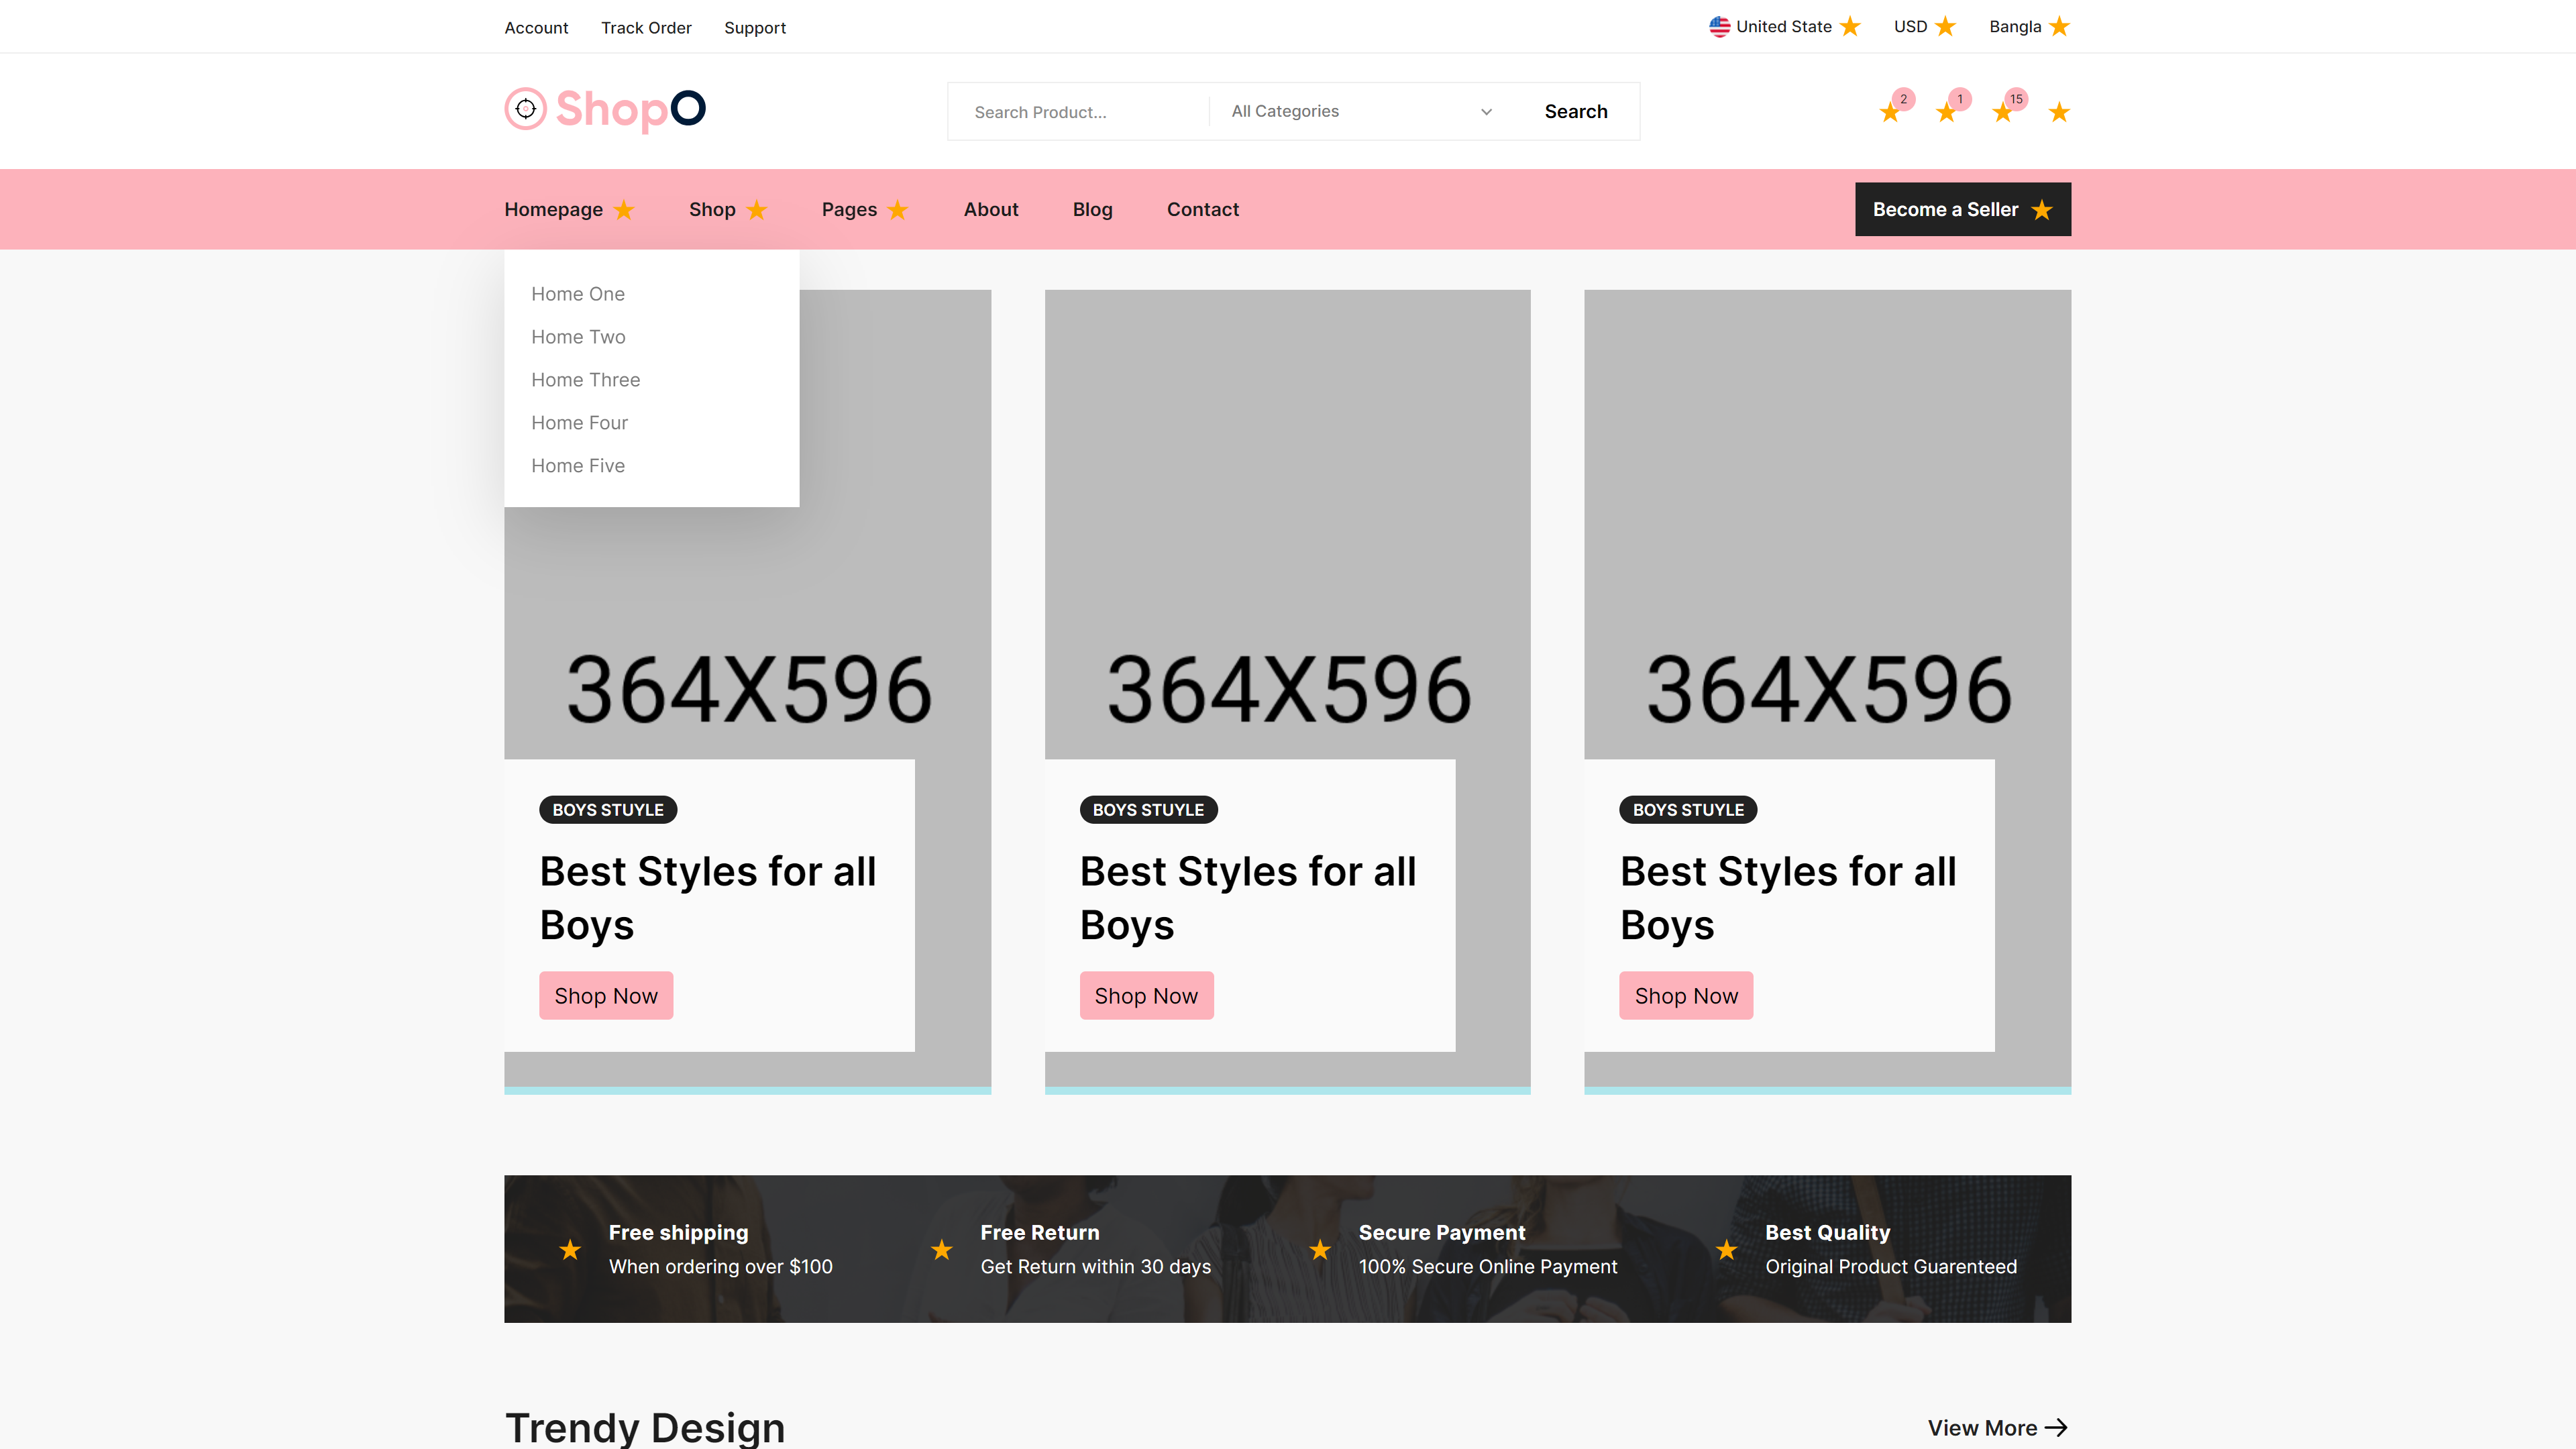 Account Track Order Support
United State USD Bangla
ShopO
Search Product...
All Categories
Search
2 1 15
Homepage Shop Pages About Blog Contact
Become a Seller
Home One
Home Two
Home Three
Home Four
Home Five
364X596
BOYS STUYLE
Best Styles for all
Boys
Shop Now
364X596
BOYS STUYLE
Best Styles for all
Boys
Shop Now
364X596
BOYS STUYLE
Best Styles for all
Boys
Shop Now
Free shipping
When ordering over $100
Free Return
Get Return within 30 days
Secure Payment
100% Secure Online Payment
Best Quality
Original Product Guarenteed
Trendy Design
View More